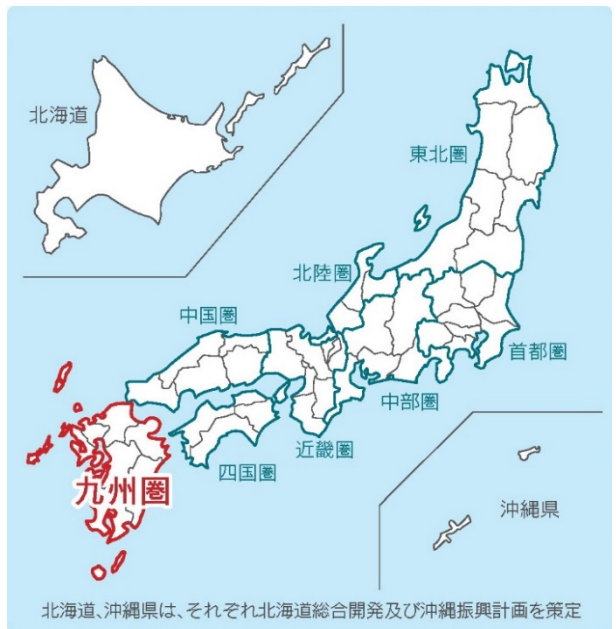 北海道
東北圏
北陸圏
中国圏
首都圏
中部圏
近畿圏
四国圏
九州圏
沖縄県
北海道、沖縄県は、それぞれ北海道総合開発及び沖縄振興計画を策定